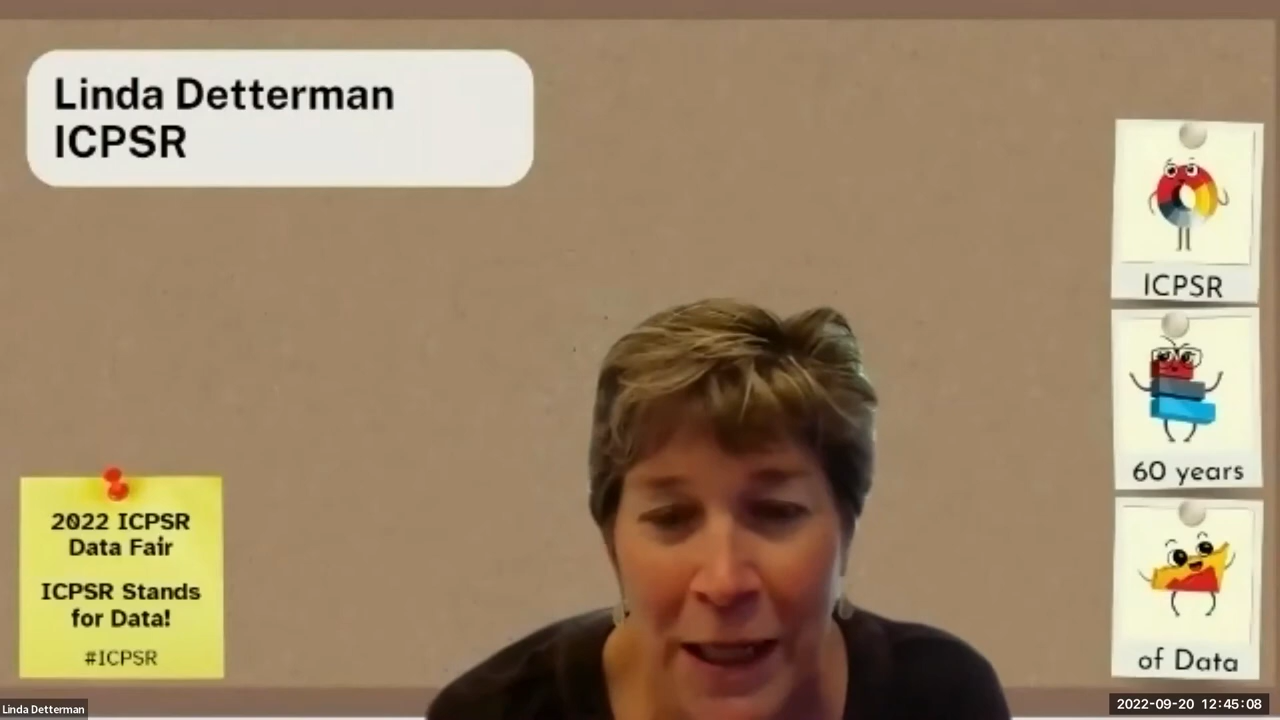 Linda Detterman
ICPSR
ICPSR
60 years
of Data
2022 ICPSR
Data Fair
ICPSR Stands
for Data!
#ICPSR
Linda Detterman
2022-09-20 12:45:08